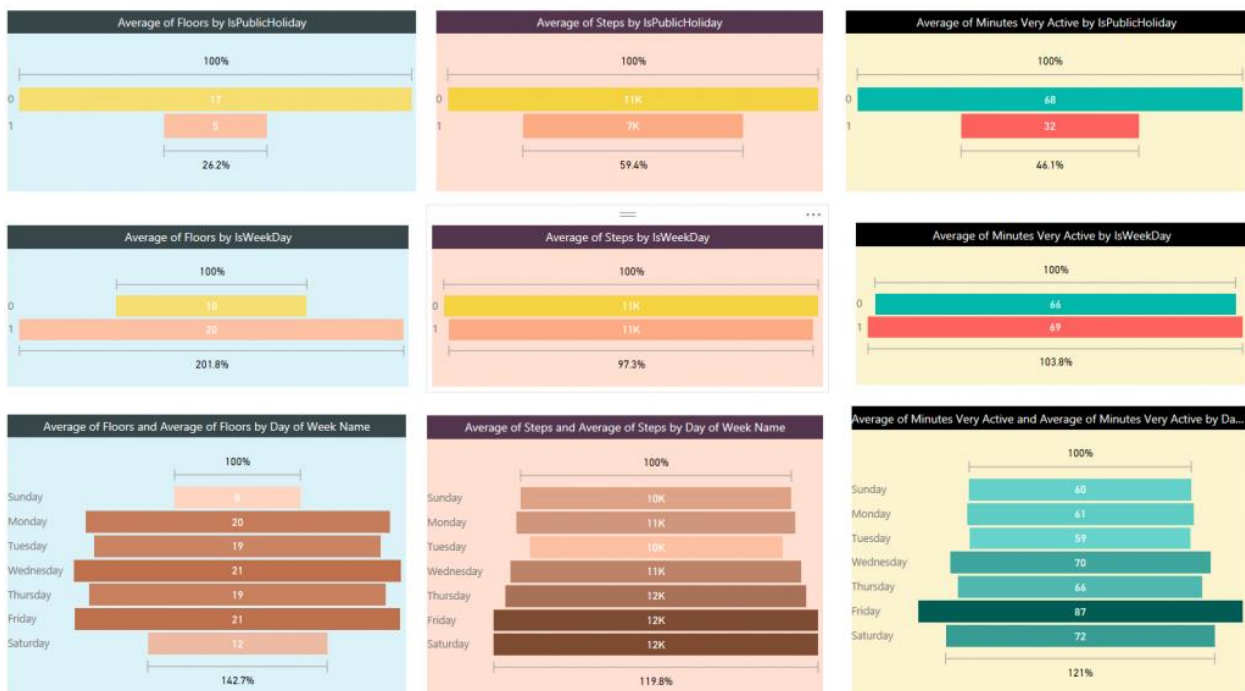 Average of Floors by IsPublicHoliday
100%
0 17
1 5
26.2%
Average of Steps by IsPublicHoliday
100%
0 11K
1 7K
59.4%
Average of Minutes Very Active by IsPublicHoliday
100%
0 68
1 32
46.1%
Average of Floors by IsWeekDay
100%
0 10
1 20
201.8%
Average of Steps by IsWeekDay
100%
0 11K
1 11K
97.3%
Average of Minutes Very Active by IsWeekDay
100%
0 66
1 69
103.8%
Average of Floors and Average of Floors by Day of Week Name
100%
Sunday 8
Monday 20
Tuesday 19
Wednesday 21
Thursday 19
Friday 21
Saturday 12
142.7%
Average of Steps and Average of Steps by Day of Week Name
100%
Sunday 10K
Monday 11K
Tuesday 10K
Wednesday 11K
Thursday 12K
Friday 12K
Saturday 12K
119.8%
Average of Minutes Very Active and Average of Minutes Very Active by Da...
100%
Sunday 60
Monday 61
Tuesday 59
Wednesday 70
Thursday 66
Friday 87
Saturday 72
121%